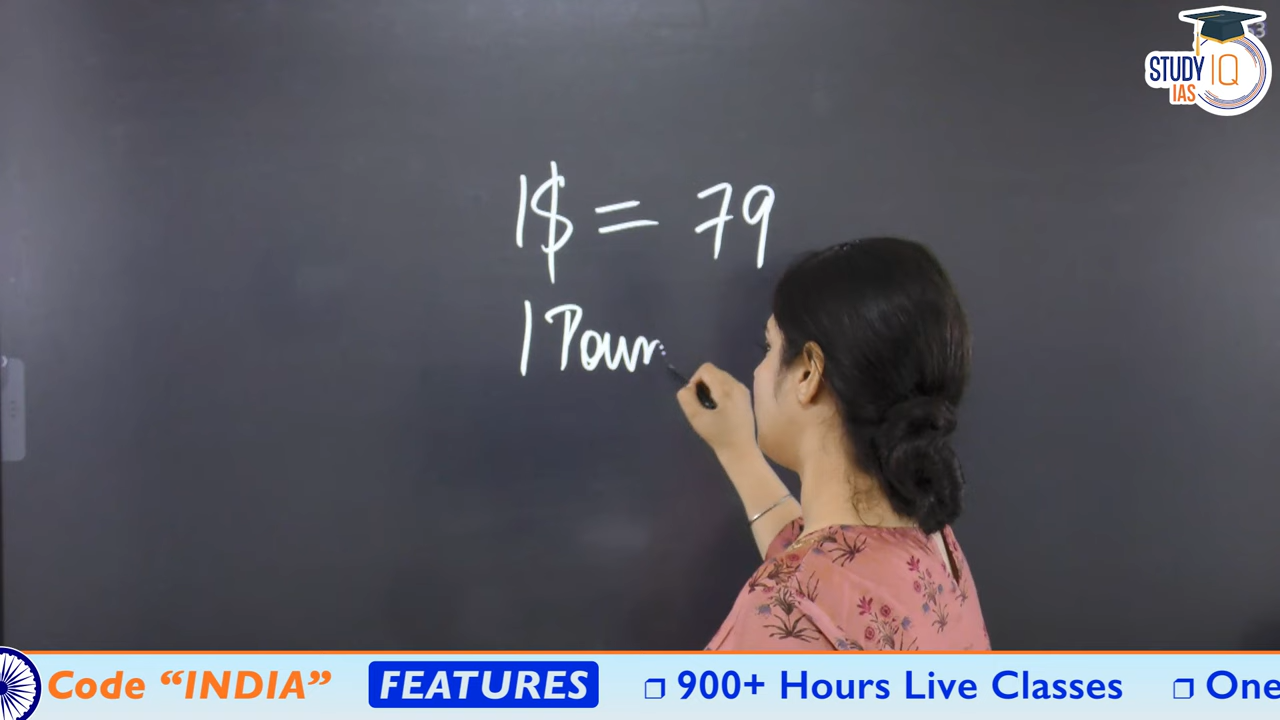 STUDY IQ
IAS
1$ = 79
1 Poun
Code “INDIA” FEATURES ❐ 900+ Hours Live Classes ❐ One